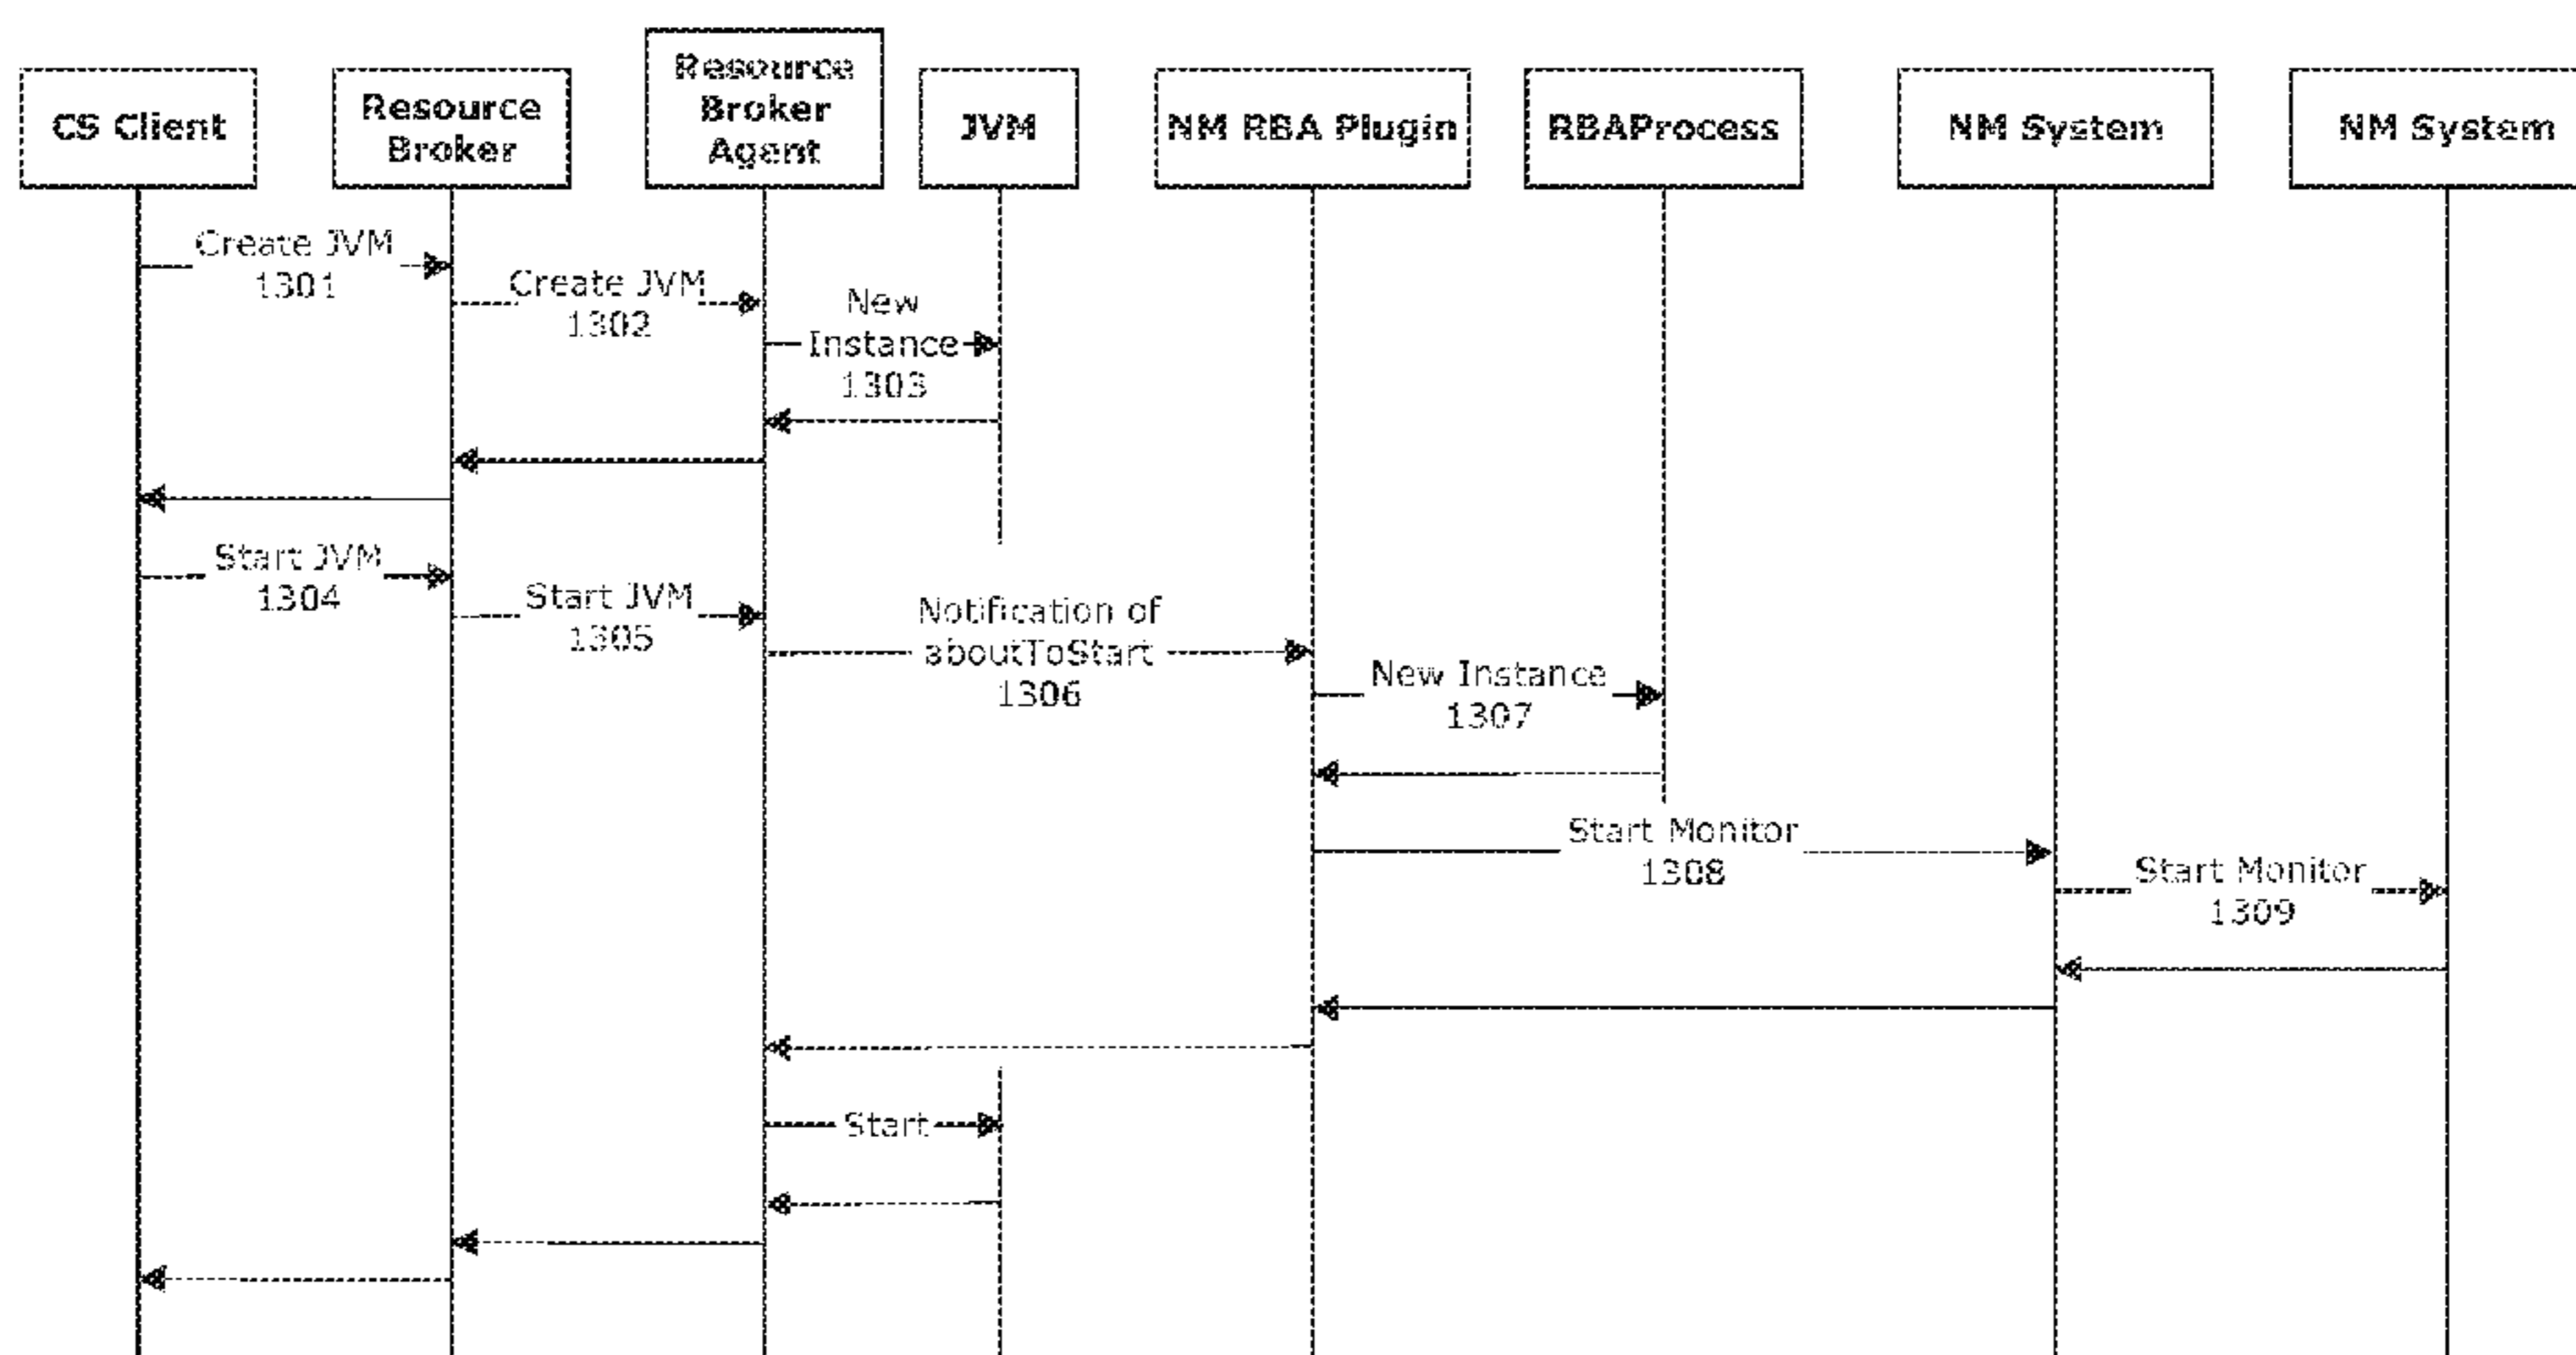 CS Client
Resource
Broker
Resource
Broker
Agent
JVM
NM RBA Plugin
RBAProcess
NM System
NM System
Create JVM
1301
Create JVM
1302
New
Instance
1303
Start JVM
1304
Start JVM
1305
Notification of
aboutToStart
1306
New Instance
1307
Start Monitor
1308
Start Monitor
1309
Start